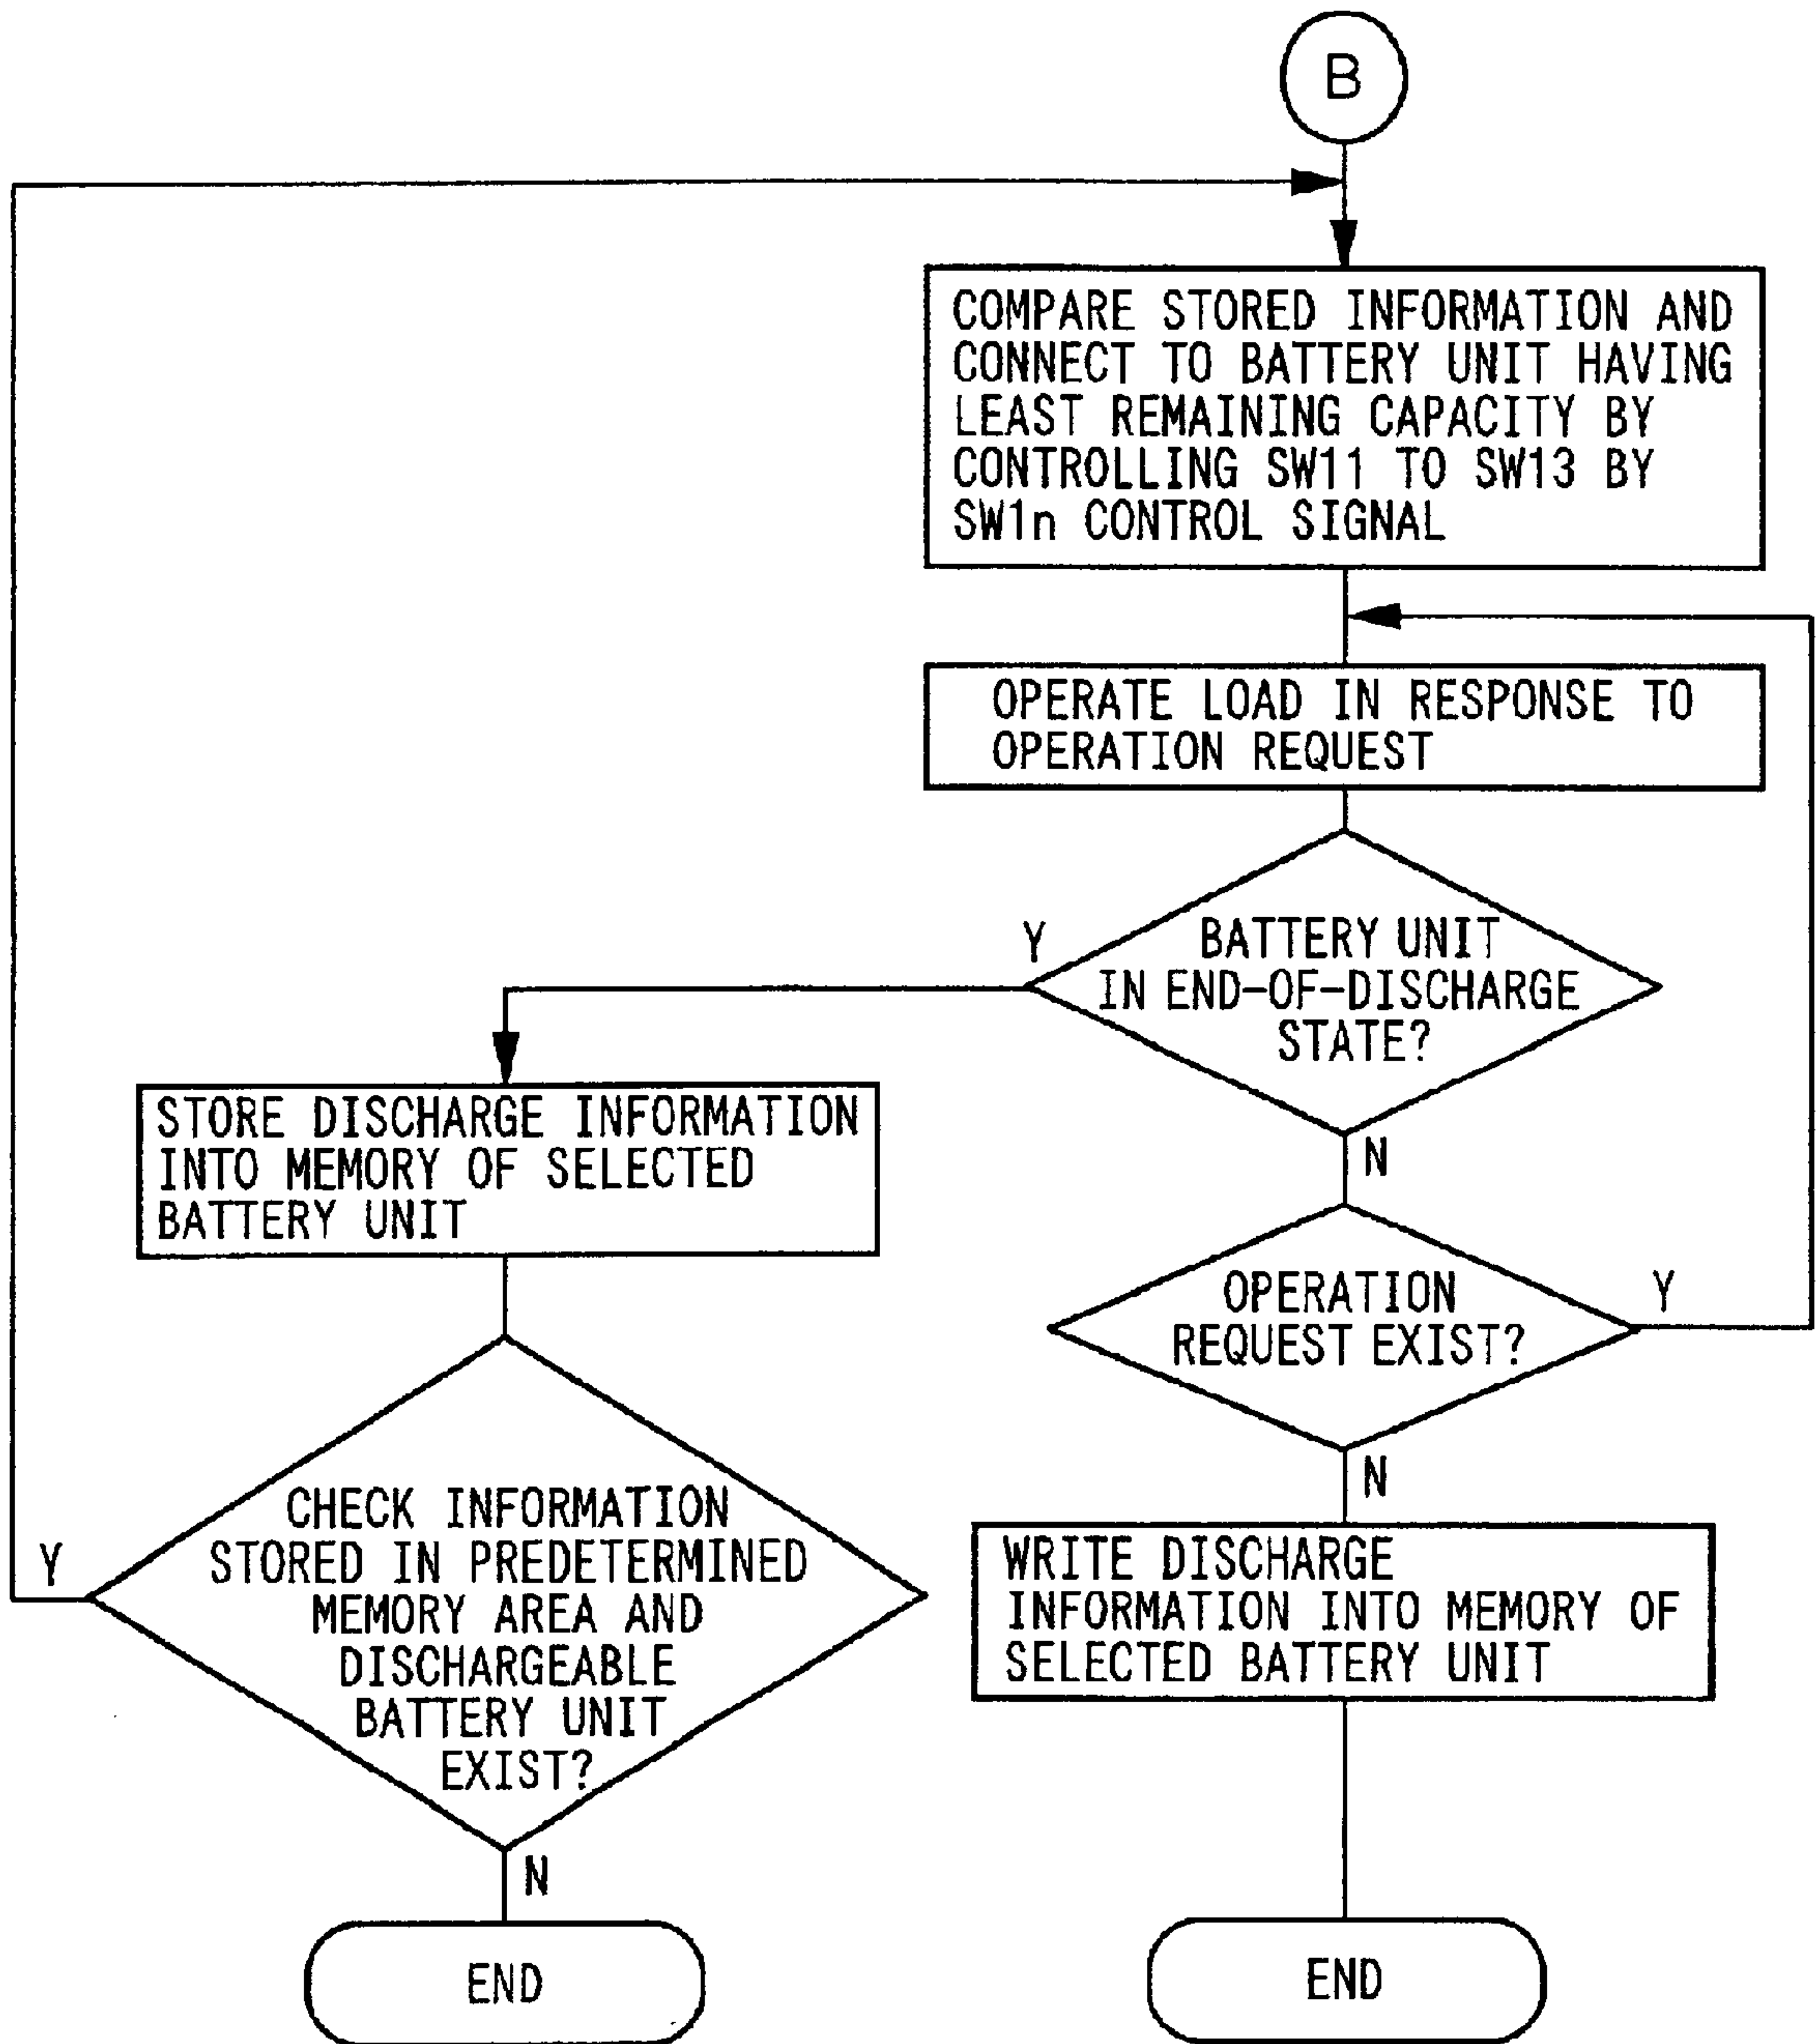 B
COMPARE STORED INFORMATION AND
CONNECT TO BATTERY UNIT HAVING
LEAST REMAINING CAPACITY BY
CONTROLLING SW11 TO SW13 BY
SW1n CONTROL SIGNAL
OPERATE LOAD IN RESPONSE TO
OPERATION REQUEST
BATTERY UNIT
IN END-OF-DISCHARGE
STATE?
Y
N
STORE DISCHARGE INFORMATION
INTO MEMORY OF SELECTED
BATTERY UNIT
OPERATION
REQUEST EXIST?
Y
N
CHECK INFORMATION
STORED IN PREDETERMINED
MEMORY AREA AND
DISCHARGEABLE
BATTERY UNIT
EXIST?
Y
N
WRITE DISCHARGE
INFORMATION INTO MEMORY OF
SELECTED BATTERY UNIT
END
END